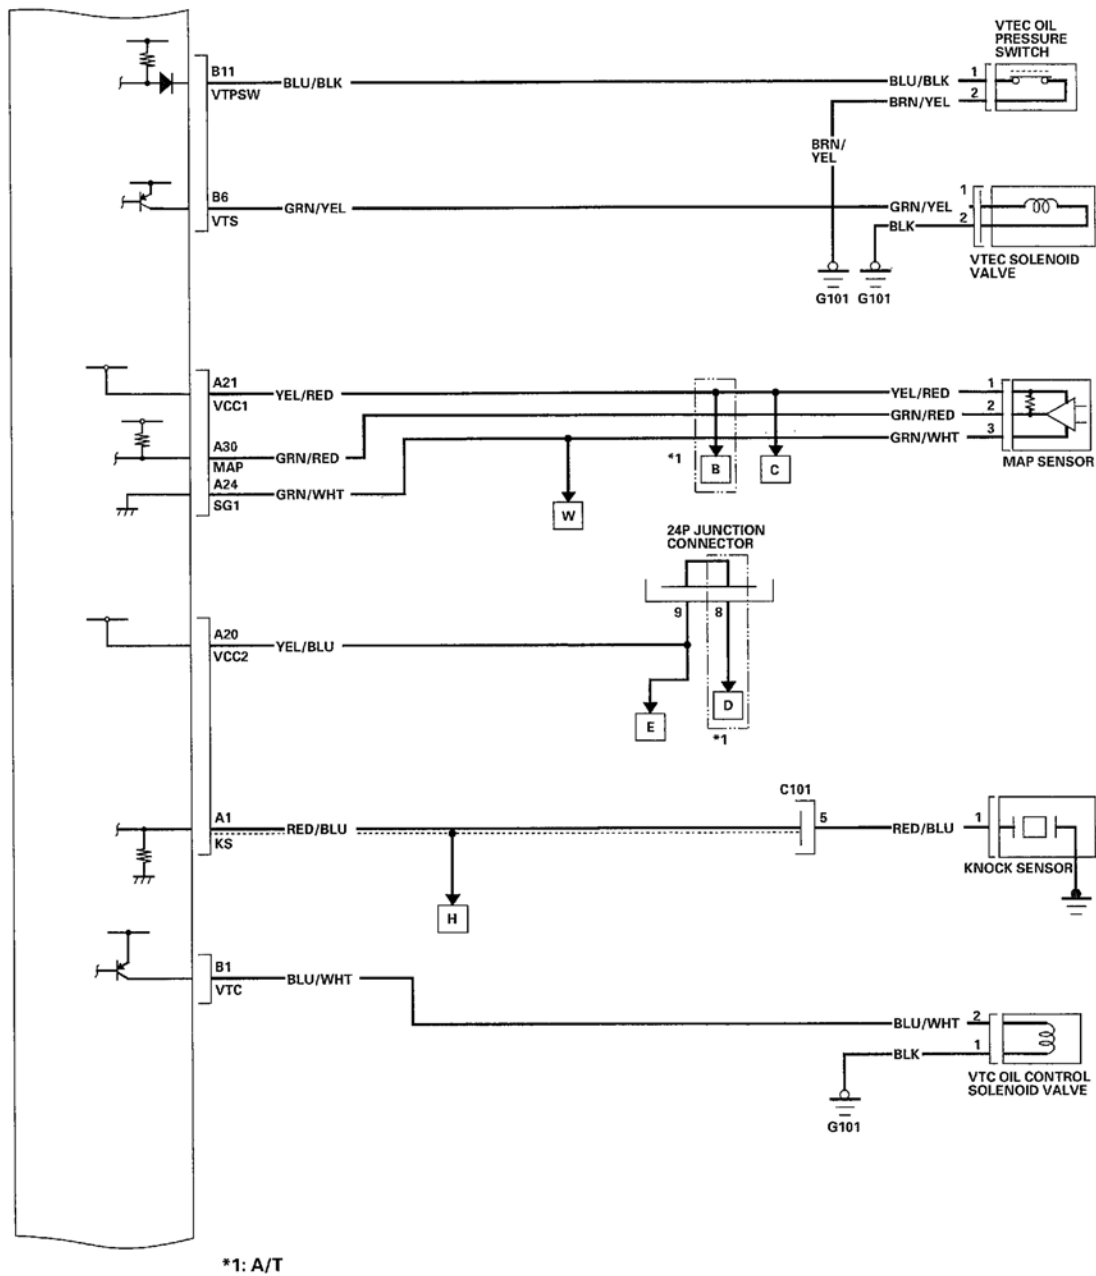 VTEC OIL
PRESSURE
SWITCH
B11
VTPSW
BLU/BLK
BLU/BLK
1
2
BRN/YEL
BRN/
YEL
B6
VTS
GRN/YEL
GRN/YEL
1
2
BLK
VTEC SOLENOID
VALVE
G101
G101
A21
VCC1
YEL/RED
YEL/RED
1
GRN/RED
2
GRN/WHT
3
MAP SENSOR
A30
MAP
GRN/RED
*1
B
C
A24
SG1
GRN/WHT
W
24P JUNCTION
CONNECTOR
9
8
A20
VCC2
YEL/BLU
E
D
*1
C101
A1
KS
RED/BLU
5
RED/BLU
1
KNOCK SENSOR
H
B1
VTC
BLU/WHT
BLU/WHT
2
BLK
1
VTC OIL CONTROL
SOLENOID VALVE
G101
*1: A/T